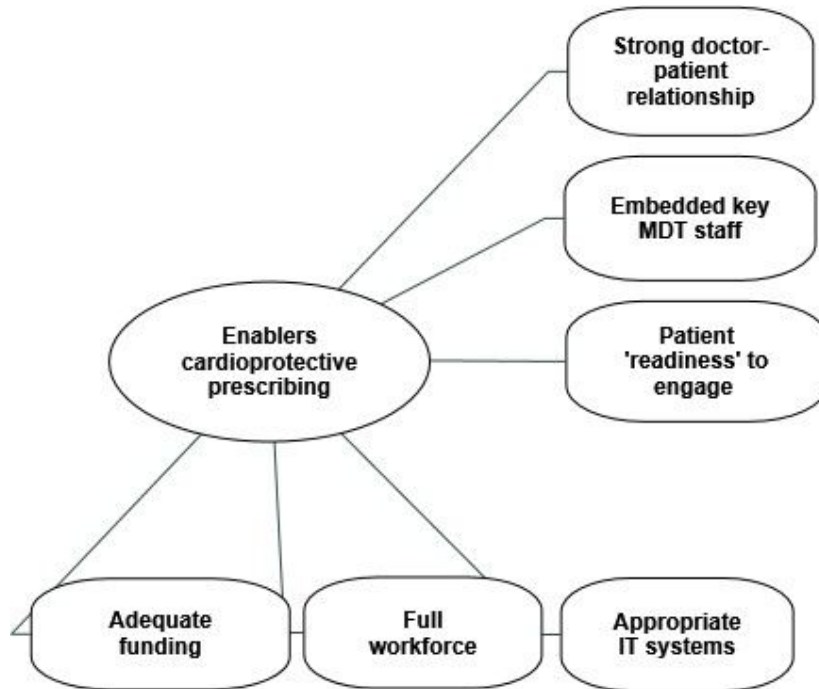 Strong doctor-
patient
relationship
Embedded key
MDT staff
Enablers
cardioprotective
prescribing
Patient
'readiness' to
engage
Adequate
funding
Full
workforce
Appropriate
IT systems